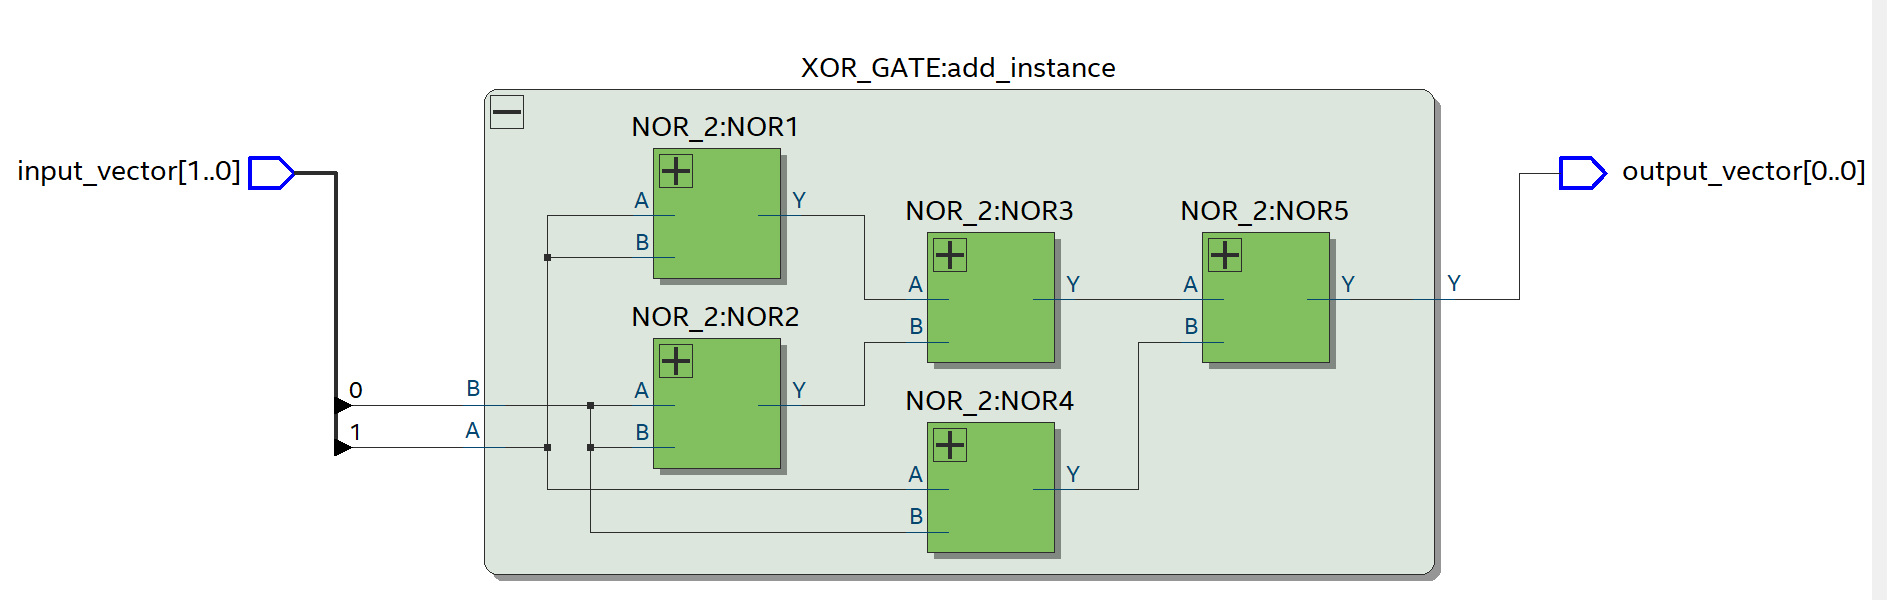 XOR_GATE:add_instance
NOR_2:NOR1
input_vector[1..0]
output_vector[0..0]
A
Y
B
NOR_2:NOR3
NOR_2:NOR5
A
Y
A
Y
Y
B
B
NOR_2:NOR2
0
B
A
Y
1
A
B
NOR_2:NOR4
A
Y
B